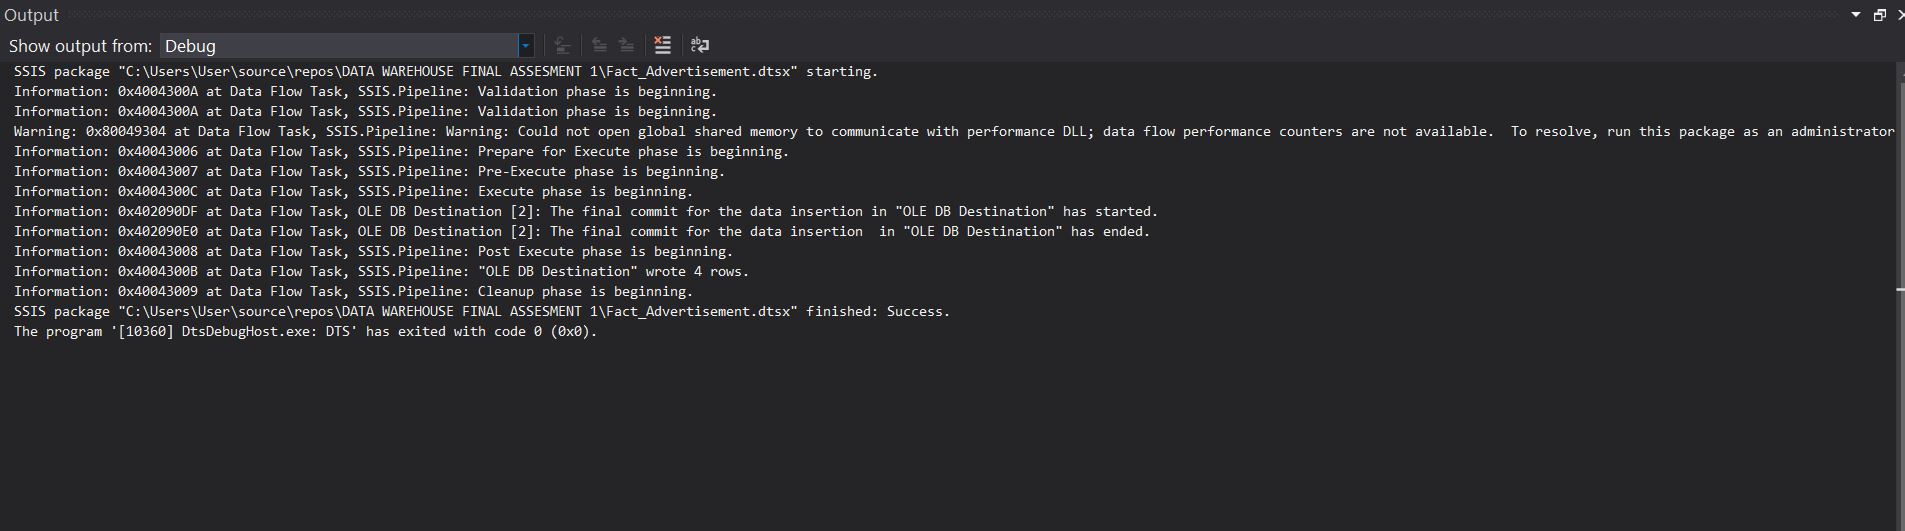 Output
Show output from: Debug
SSIS package "C:\Users\User\source\repos\DATA WAREHOUSE FINAL ASSESMENT 1\Fact_Advertisement.dtsx" starting.
Information: 0x4004300A at Data Flow Task, SSIS.Pipeline: Validation phase is beginning.
Information: 0x4004300A at Data Flow Task, SSIS.Pipeline: Validation phase is beginning.
Warning: 0x80049304 at Data Flow Task, SSIS.Pipeline: Warning: Could not open global shared memory to communicate with performance DLL; data flow performance counters are not available.  To resolve, run this package as an administrator
Information: 0x40043006 at Data Flow Task, SSIS.Pipeline: Prepare for Execute phase is beginning.
Information: 0x40043007 at Data Flow Task, SSIS.Pipeline: Pre-Execute phase is beginning.
Information: 0x4004300C at Data Flow Task, SSIS.Pipeline: Execute phase is beginning.
Information: 0x402090DF at Data Flow Task, OLE DB Destination [2]: The final commit for the data insertion in "OLE DB Destination" has started.
Information: 0x402090E0 at Data Flow Task, OLE DB Destination [2]: The final commit for the data insertion  in "OLE DB Destination" has ended.
Information: 0x40043008 at Data Flow Task, SSIS.Pipeline: Post Execute phase is beginning.
Information: 0x4004300B at Data Flow Task, SSIS.Pipeline: "OLE DB Destination" wrote 4 rows.
Information: 0x40043009 at Data Flow Task, SSIS.Pipeline: Cleanup phase is beginning.
SSIS package "C:\Users\User\source\repos\DATA WAREHOUSE FINAL ASSESMENT 1\Fact_Advertisement.dtsx" finished: Success.
The program '[10360] DtsDebugHost.exe: DTS' has exited with code 0 (0x0).